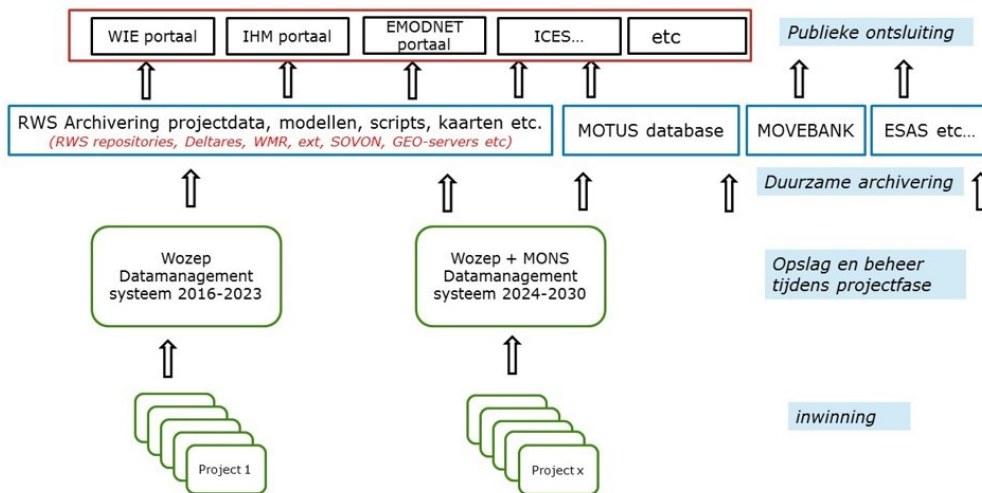 WIE portaal
IHM portaal
EMODNET
portaal
ICES...
etc
Publieke ontsluiting
RWS Archivering projectdata, modellen, scripts, kaarten etc.
(RWS repositories, Deltares, WMR, ext, SOVON, GEO-servers etc)
MOTUS database
MOVEBANK
ESAS etc...
Duurzame archivering
Wozep
Datamanagement
systeem 2016-2023
Wozep + MONS
Datamanagement
systeem 2024-2030
Opslag en beheer
tijdens projectfase
inwinning
Project 1
Project x